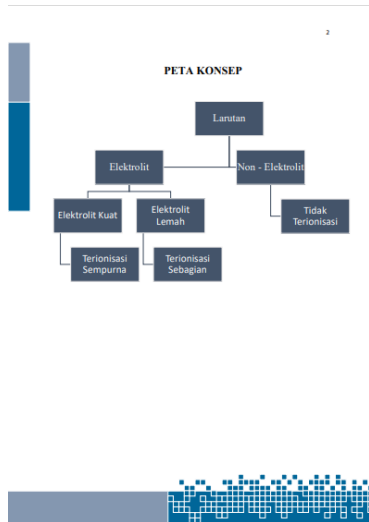 2
PETA KONSEP
Larutan
Elektrolit
Non - Elektrolit
Elektrolit Kuat
Elektrolit
Lemah
Tidak
Terionisasi
Terionisasi
Sempurna
Terionisasi
Sebagian